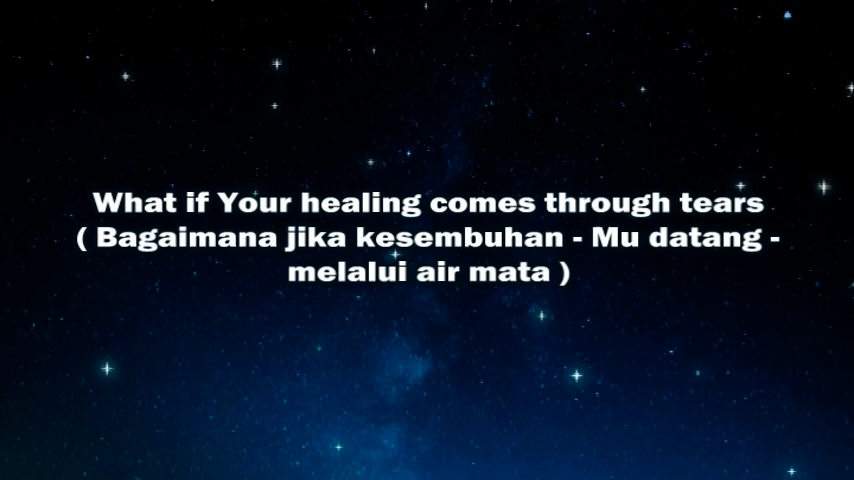 What if Your healing comes through tears
( Bagaimana jika kesembuhan - Mu datang -
melalui air mata )